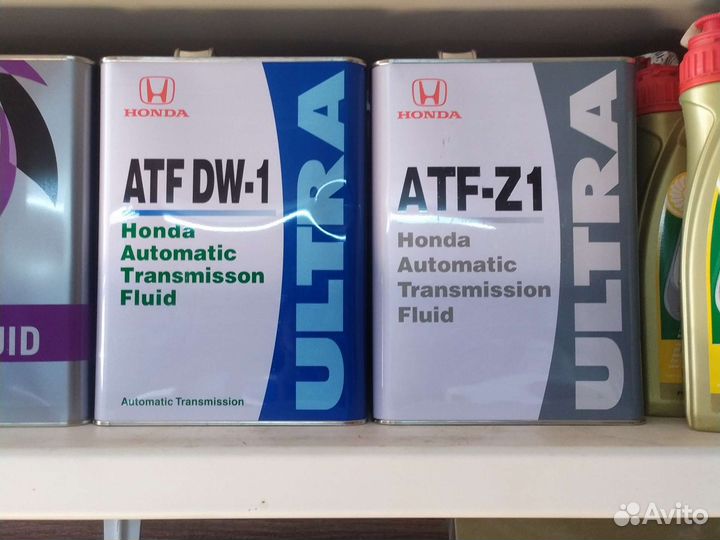 UID
HONDA
ATF DW-1
Honda
Automatic
Transmisson
Fluid
Automatic Transmission
ULTRA
HONDA
ATF-Z1
Honda
Automatic
Transmission
Fluid
ULTRA
Avito